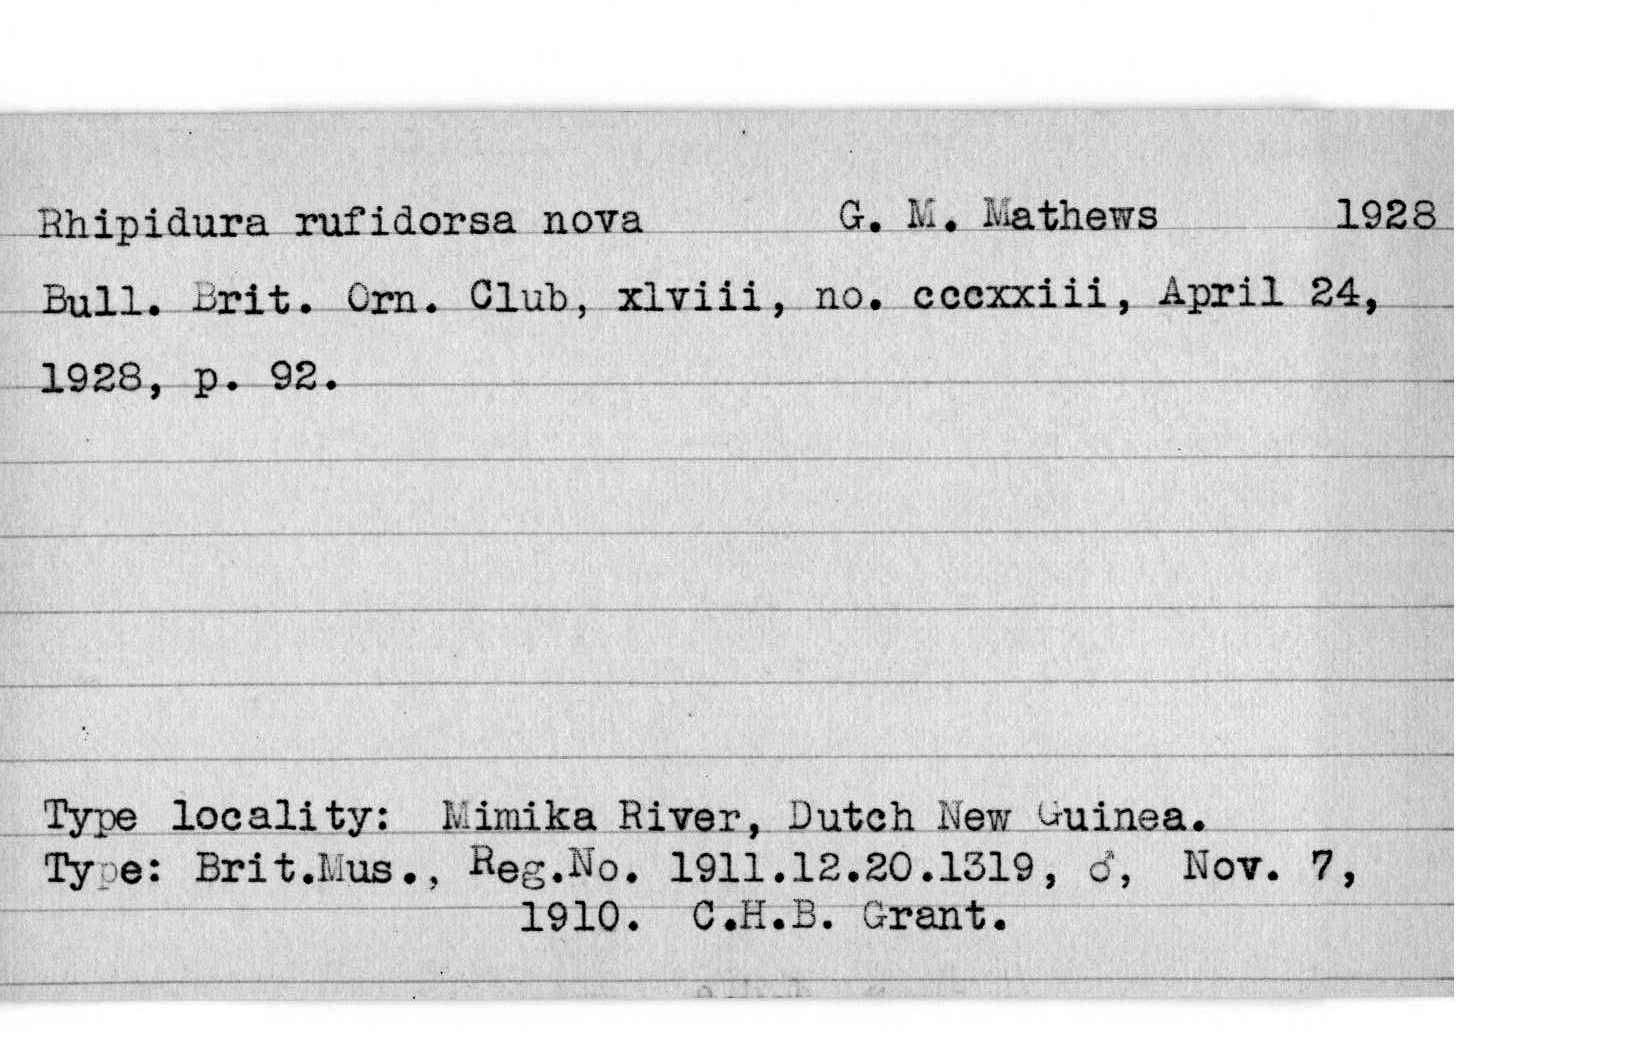 Rhipidura rufidorsa nova G. M. Mathews 1928
Bull. Brit. Orn. Club, xlviii, no. cccxxiii, April 24,
1928, p. 92.
Type locality: Mimika River, Dutch New Guinea.
Type: Brit.Mus., Reg.No. 1911.12.20.1319, ♂, Nov. 7,
1910. C.H.B. Grant.